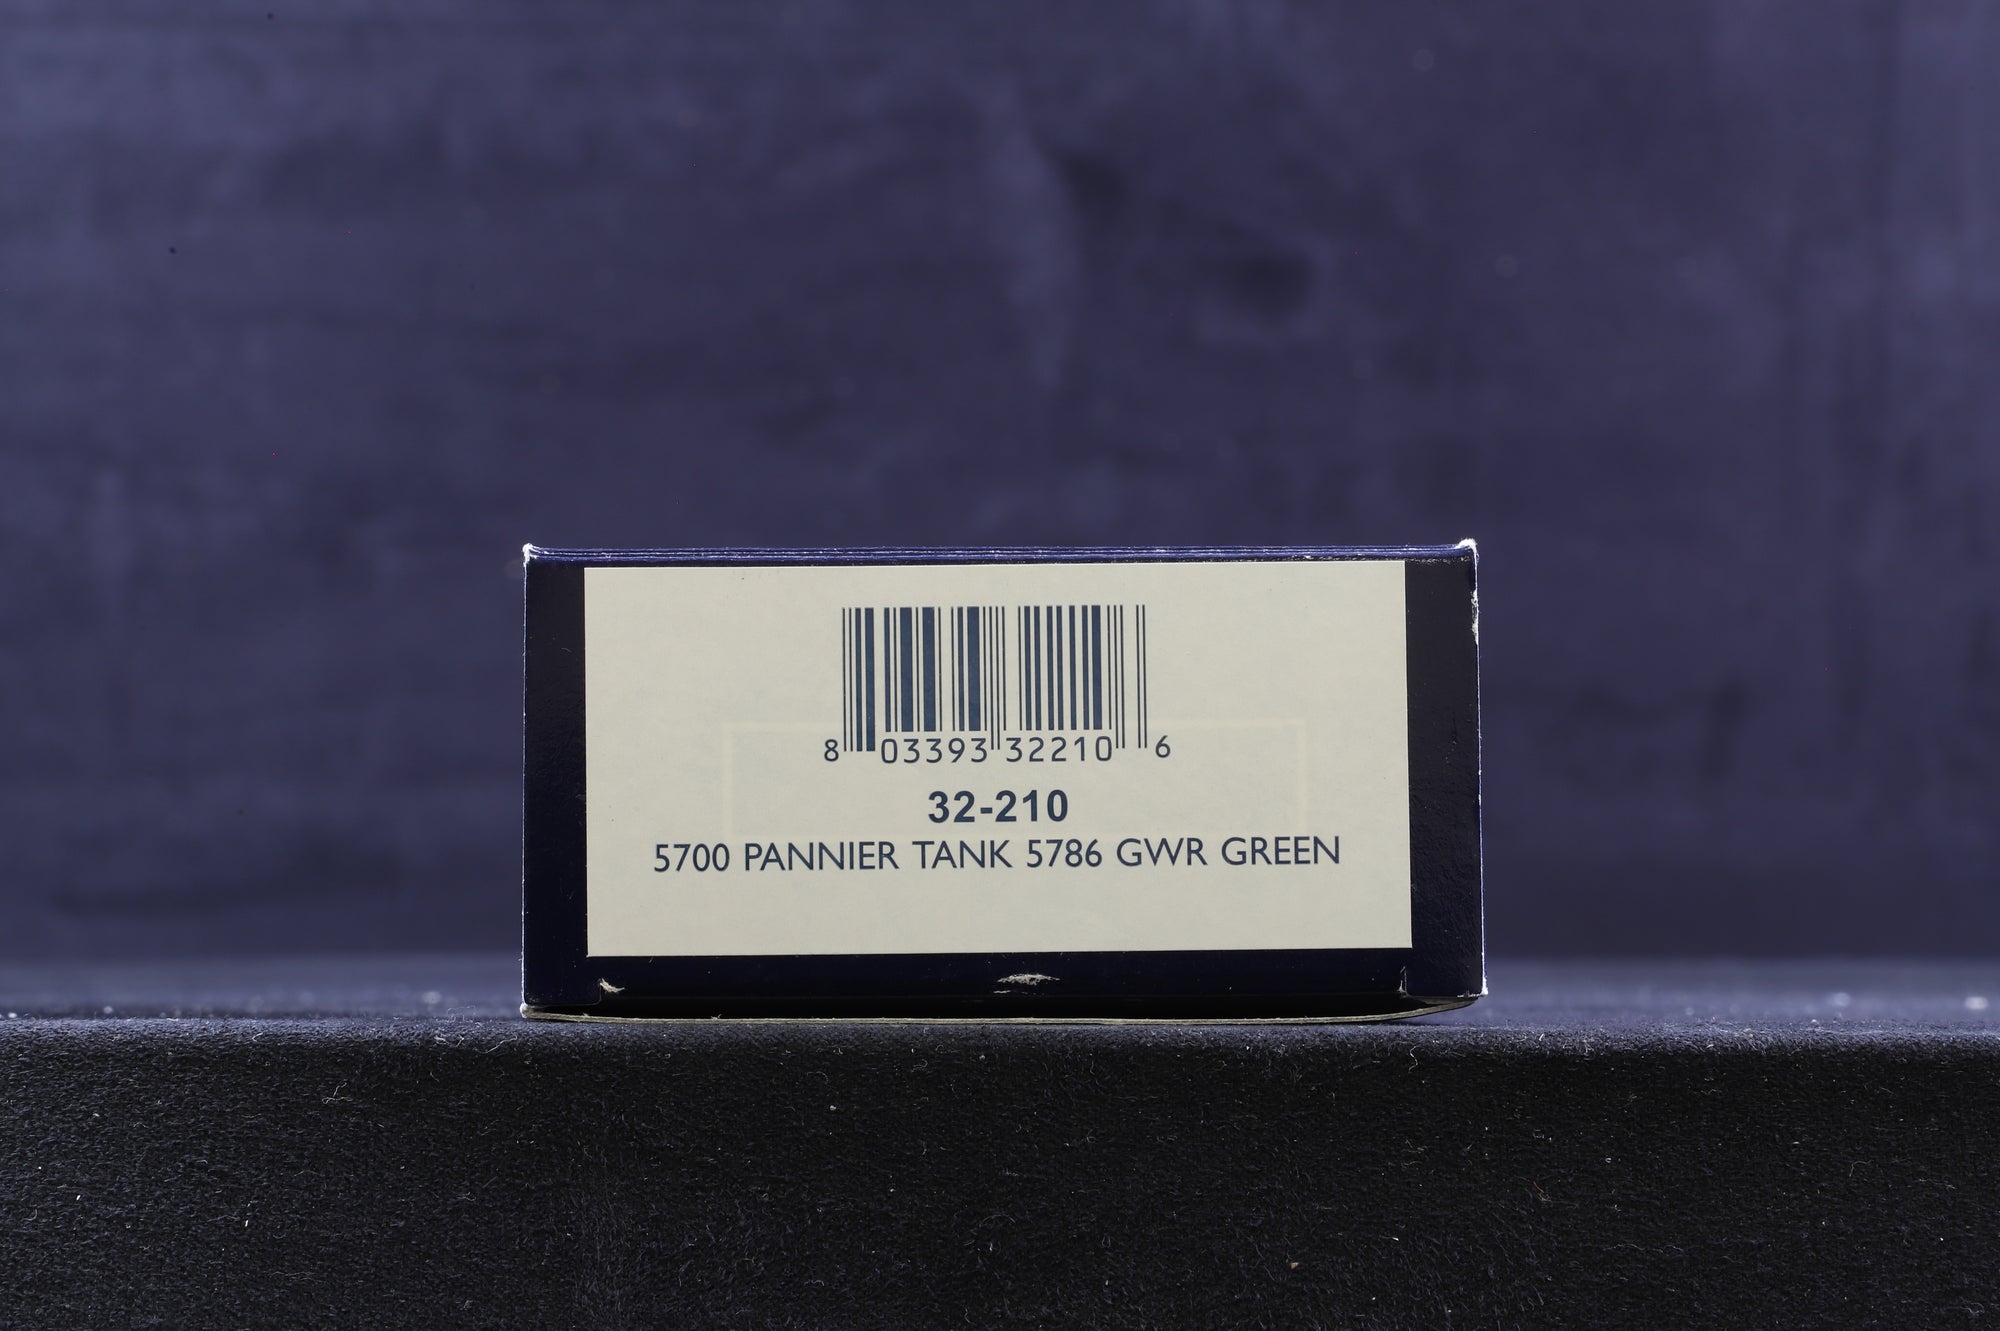 8 03393 32210 6
32-210
5700 PANNIER TANK 5786 GWR GREEN